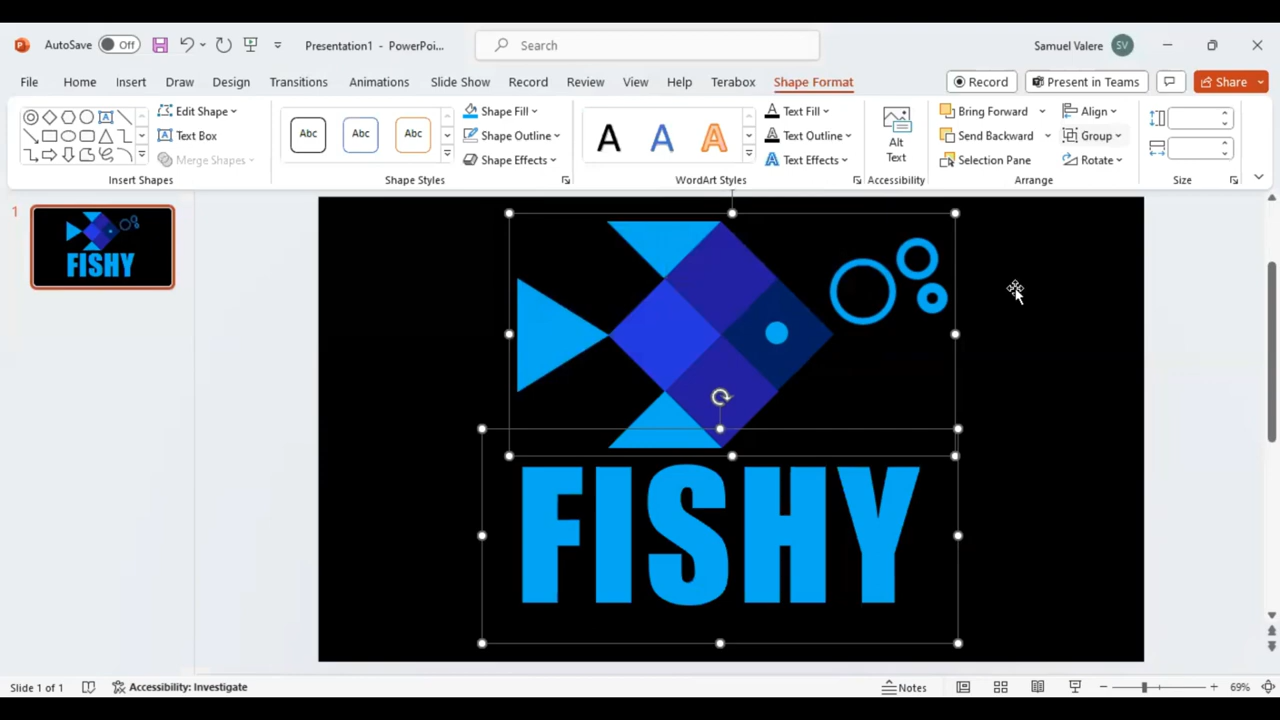 AutoSave Off Presentation1 - PowerPoi... Search Samuel Valere SV
File Home Insert Draw Design Transitions Animations Slide Show Record Review View Help Terabox Shape Format Record Present in Teams Share
Edit Shape
Text Box
Merge Shapes
Insert Shapes
Abc Abc Abc
Shape Fill
Shape Outline
Shape Effects
Shape Styles
A A A
Text Fill
Text Outline
Text Effects
WordArt Styles
Alt
Text
Accessibility
Bring Forward
Send Backward
Selection Pane
Align
Group
Rotate
Arrange
Size
1
FISHY
FISHY
Slide 1 of 1 Accessibility: Investigate Notes 69%